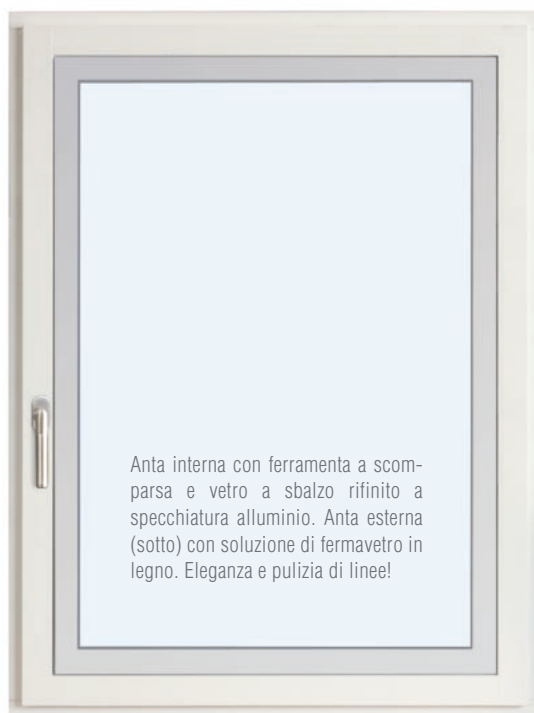 Anta interna con ferramenta a scom-
parsa e vetro a sbalzo rifinito a
specchiatura alluminio. Anta esterna
(sotto) con soluzione di fermavetro in
legno. Eleganza e pulizia di linee!